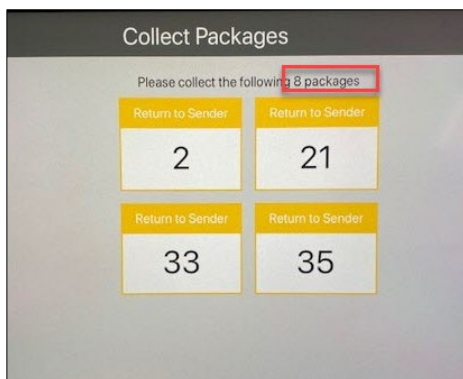 Collect Packages
Please collect the following 8 packages
Return to Sender
2
Return to Sender
21
Return to Sender
33
Return to Sender
35